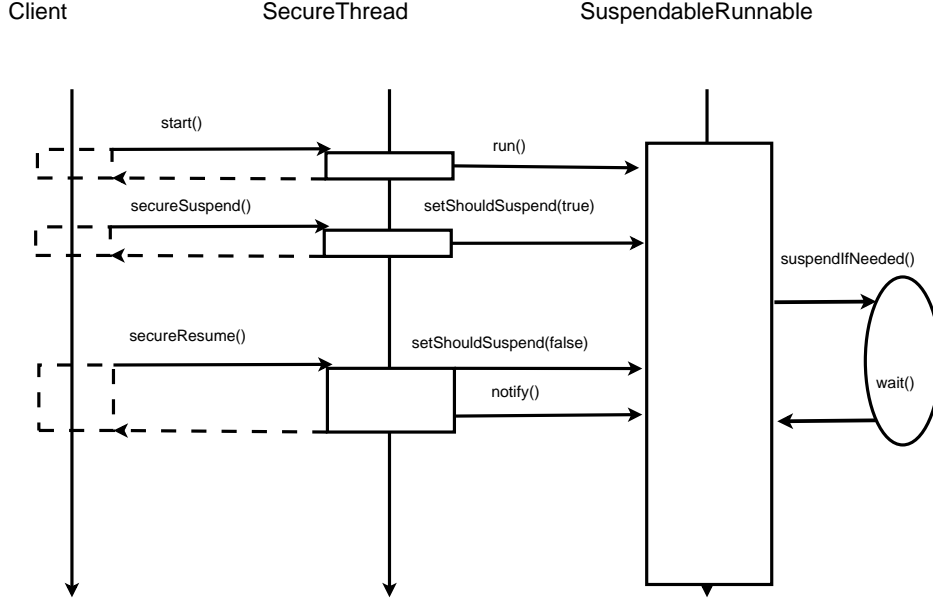 Client SecureThread SuspendableRunnable
start()
run()
secureSuspend() setShouldSuspend(true)
suspendIfNeeded()
secureResume() setShouldSuspend(false)
wait()
notify()